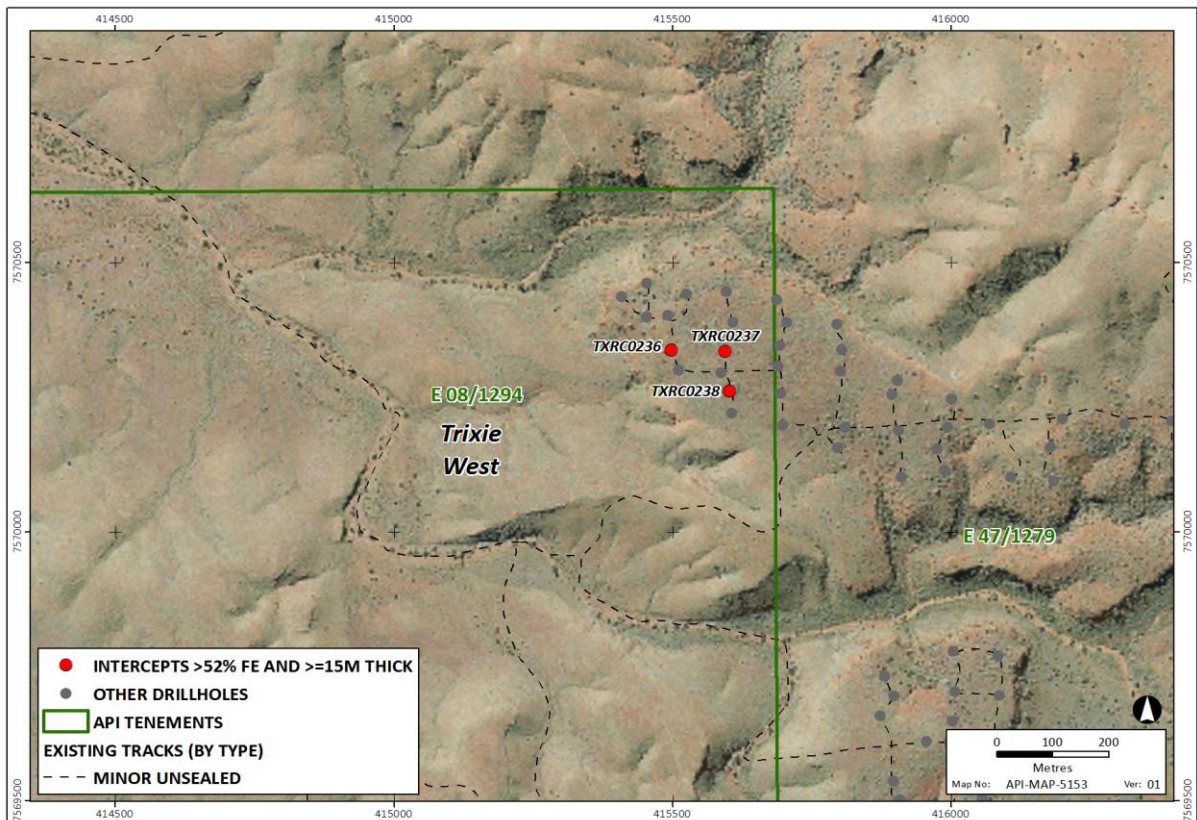 414500 415000 415500 416000
7570500 7570500
TXRC0236 TXRC0237
TXRC0238
E 08/1294
Trixie
West
7570000 7570000
E 47/1279
INTERCEPTS >52% FE AND >=15M THICK
OTHER DRILLHOLES
API TENEMENTS
EXISTING TRACKS (BY TYPE)
MINOR UNSEALED
0 100 200
Metres
Map No: API-MAP-5153 Ver: 01
7569500 7569500
414500 415000 415500 416000